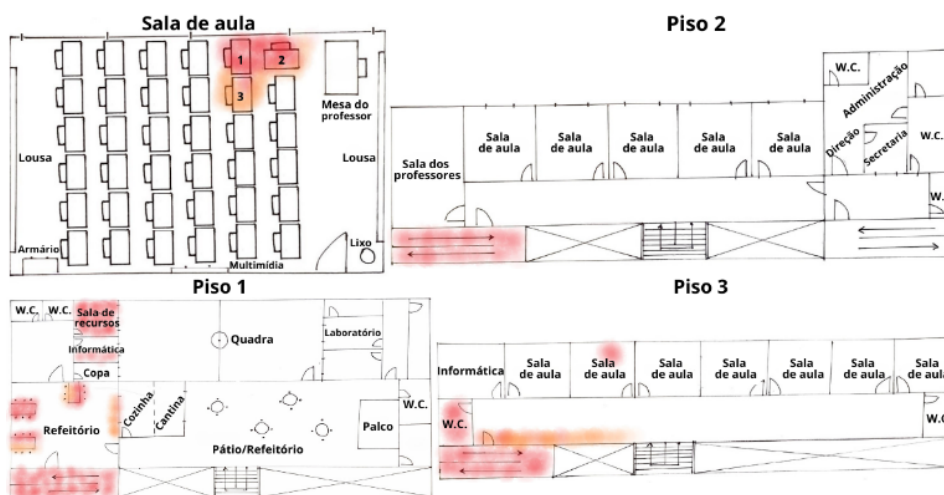 Sala de aula
1
2
3
Mesa do
professor
Lousa
Lousa
Armário
Multimídia
Lixo
Piso 2
W.C.
Administração
Sala
de aula
Sala
de aula
Sala
de aula
Sala
de aula
Sala
de aula
Direção
Secretaria
W.C.
Sala dos
professores
W.
Piso 1
W.C.
W.C.
Sala de
recursos
Informática
Copa
Quadra
Laboratório
Refeitório
Cozinha
Cantina
Pátio/Refeitório
Palco
W.C.
Piso 3
Informática
Sala
de aula
Sala
de aula
Sala
de aula
Sala
de aula
Sala
de aula
Sala
de aula
Sala
de aula
W.C.
W.C